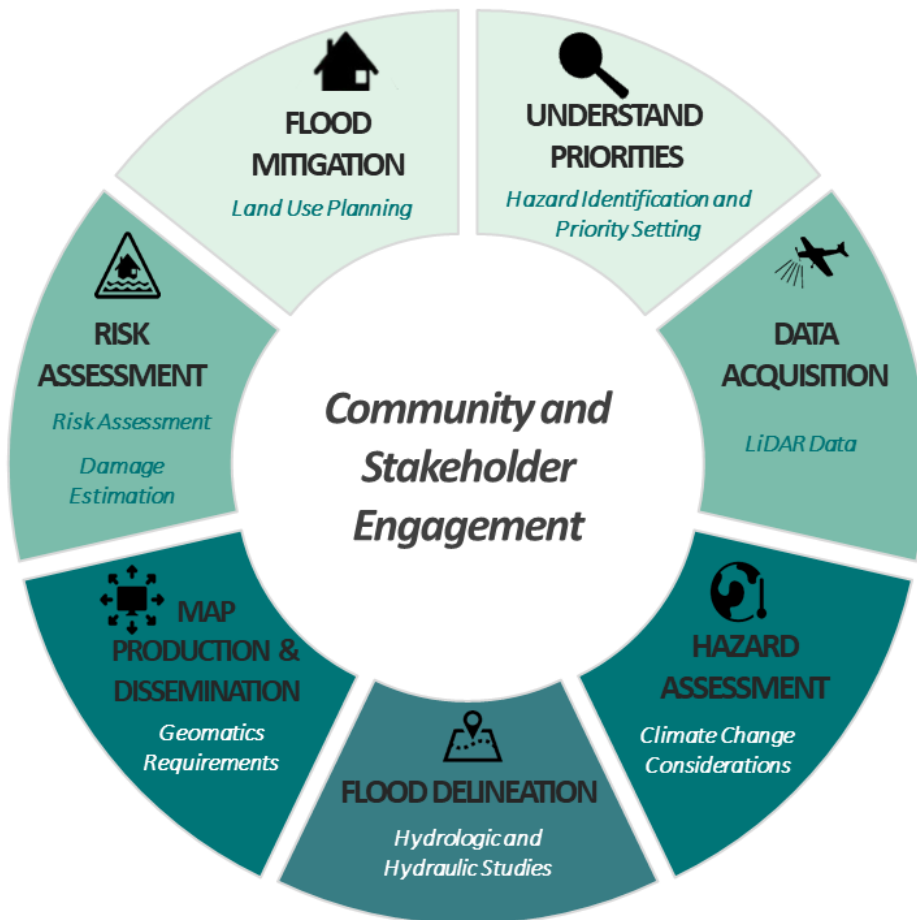 FLOOD
MITIGATION
Land Use Planning
UNDERSTAND
PRIORITIES
Hazard Identification and
Priority Setting
DATA
ACQUISITION
LiDAR Data
HAZARD
ASSESSMENT
Climate Change
Considerations
FLOOD DELINEATION
Hydrologic and
Hydraulic Studies
MAP
PRODUCTION &
DISSEMINATION
Geomatics
Requirements
RISK
ASSESSMENT
Risk Assessment
Damage
Estimation
Community and
Stakeholder
Engagement